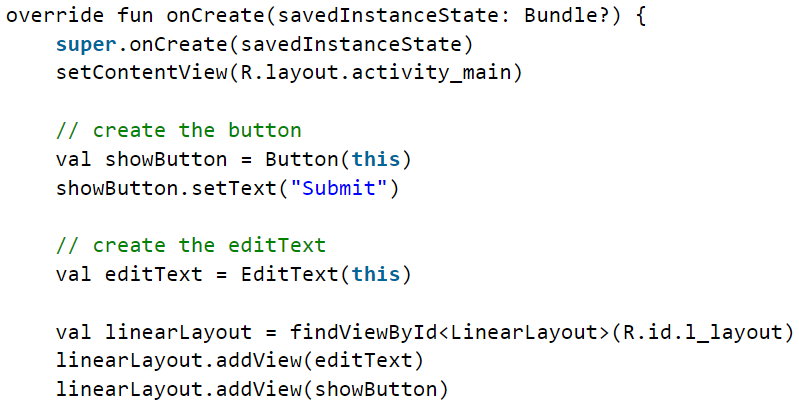 override fun onCreate(savedInstanceState: Bundle?) {
    super.onCreate(savedInstanceState)
    setContentView(R.layout.activity_main)

    // create the button
    val showButton = Button(this)
    showButton.setText("Submit")

    // create the editText
    val editText = EditText(this)

    val linearLayout = findViewById<LinearLayout>(R.id.l_layout)
    linearLayout.addView(editText)
    linearLayout.addView(showButton)